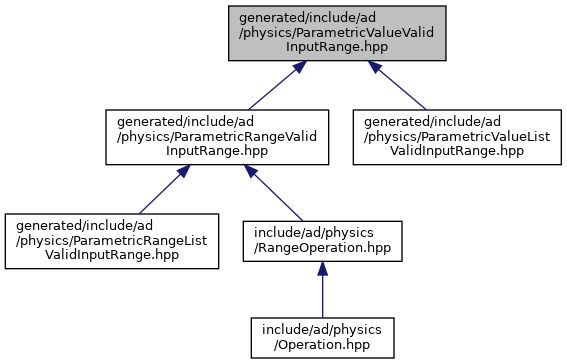 generated/include/ad
/physics/ParametricValueValid
InputRange.hpp
generated/include/ad
/physics/ParametricRangeValid
InputRange.hpp
generated/include/ad
/physics/ParametricValueList
ValidInputRange.hpp
generated/include/ad
/physics/ParametricRangeList
ValidInputRange.hpp
include/ad/physics
/RangeOperation.hpp
include/ad/physics
/Operation.hpp